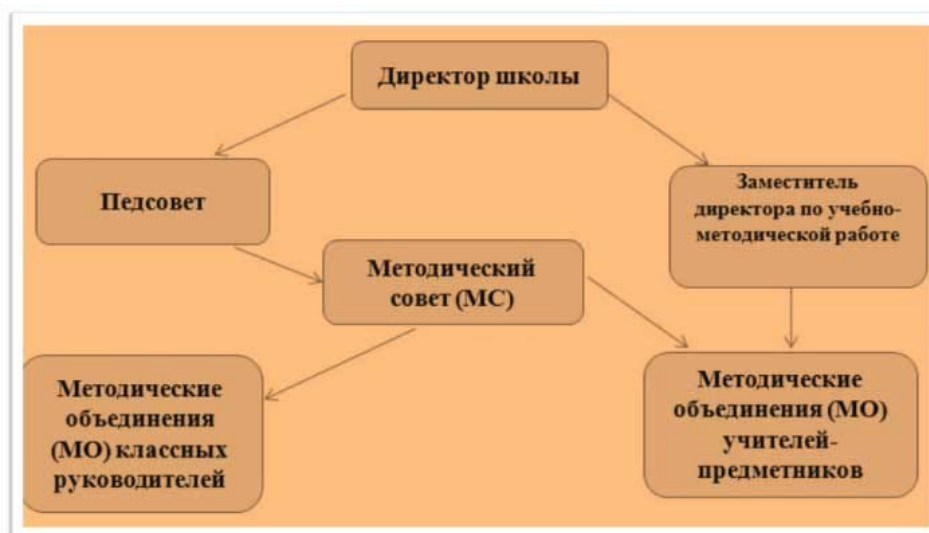 Директор школы
Педсовет
Заместитель
директора по учебно-
методической работе
Методический
совет (МС)
Методические
объединения
(МО) классных
руководителей
Методические
объединения (МО)
учителей-
предметников